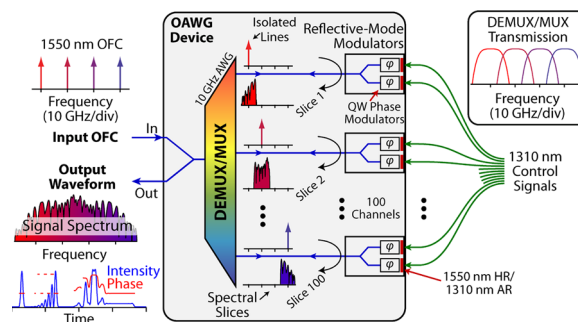 1550 nm OFC
Frequency
(10 GHz/div)
Input OFC
In
Output
Waveform
Out
Signal Spectrum
Frequency
Intensity
Phase
Time
OAWG
Device
Isolated
Lines
10 GHz AWG
DEMUX/MUX
Slice 1
Slice 2
Slice 100
Spectral
Slices
Reflective-Mode
Modulators
φ
φ
QW Phase
Modulators
φ
φ
100
Channels
φ
φ
1550 nm HR/
1310 nm AR
1310 nm
Control
Signals
DEMUX/MUX
Transmission
Frequency
(10 GHz/div)